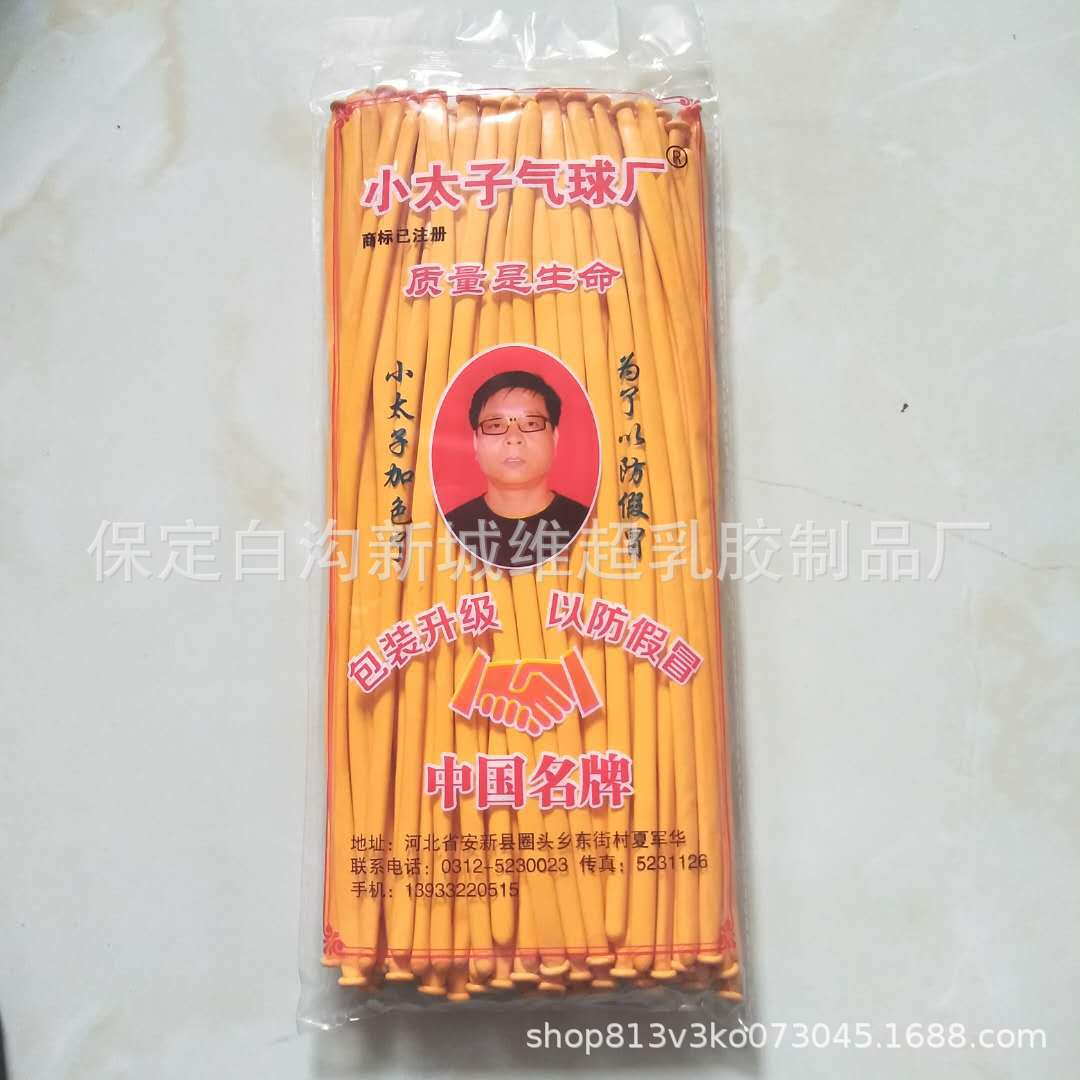 小太子气球厂®
商标已注册
质量是生命
小太子加色
为了以防假冒
保定白沟新城维超乳胶制品厂
包装升级 以防假冒
中国名牌
地址：河北省安新县圈头乡东街村夏军华
联系电话：0312-5230023 传真：5231126
手机：13933220515
shop813v3ko073045.1688.com